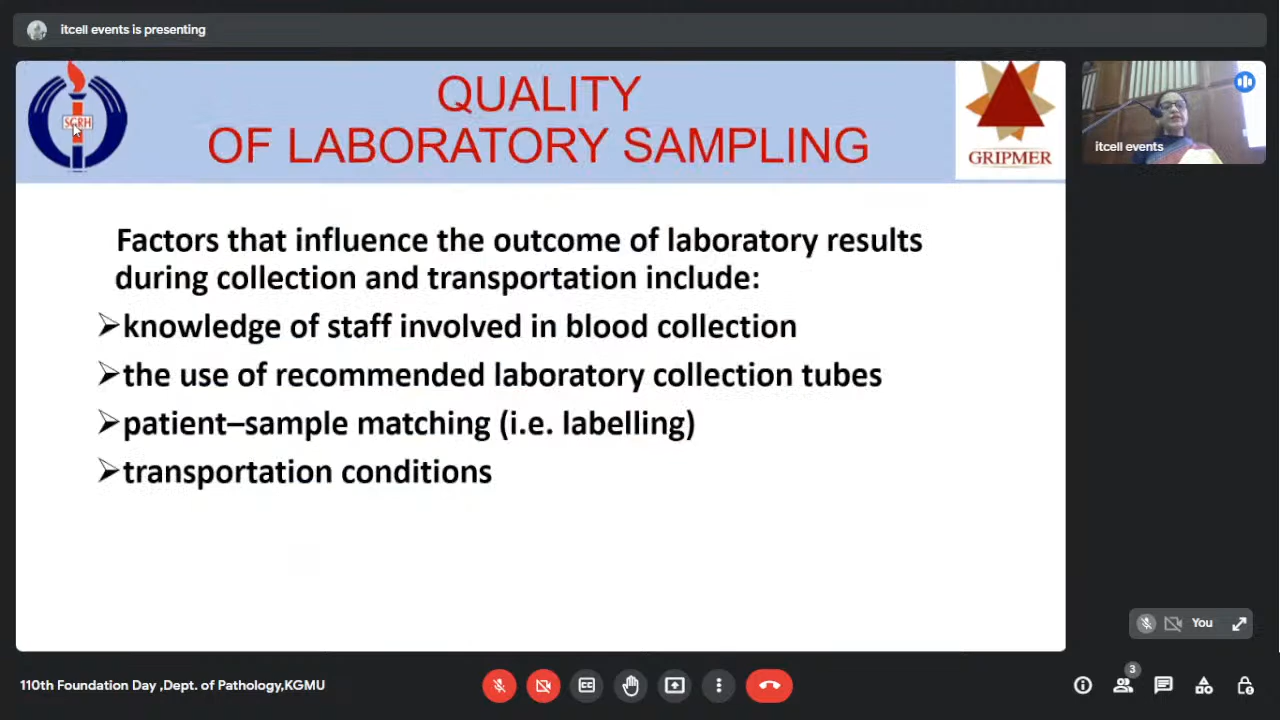 itcell events is presenting
SGRH
QUALITY
OF LABORATORY SAMPLING
GRIPMER
Factors that influence the outcome of laboratory results
during collection and transportation include:
➢knowledge of staff involved in blood collection
➢the use of recommended laboratory collection tubes
➢patient–sample matching (i.e. labelling)
➢transportation conditions
itcell events
You
110th Foundation Day ,Dept. of Pathology,KGMU
CC
3